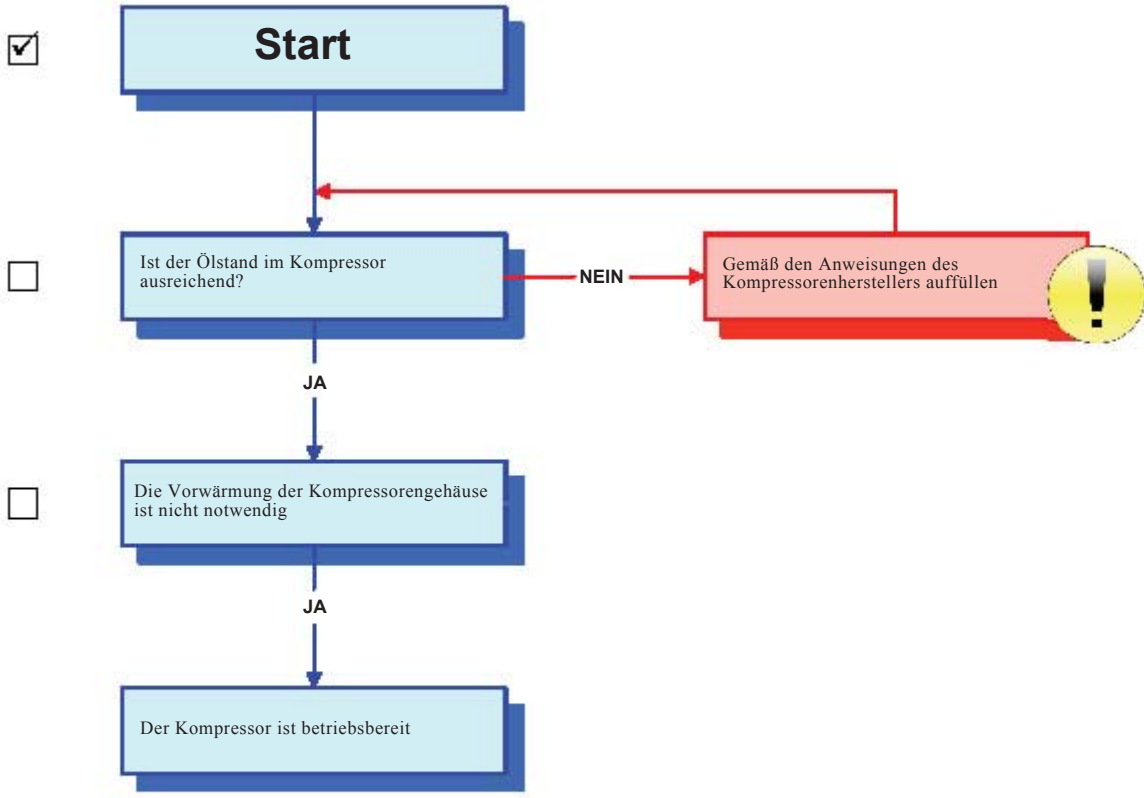 Start
Ist der Ölstand im Kompressor
ausreichend?
NEIN
Gemäß den Anweisungen des
Kompressorenherstellers auffüllen
!
JA
Die Vorwärmung der Kompressorengehäuse
ist nicht notwendig
JA
Der Kompressor ist betriebsbereit